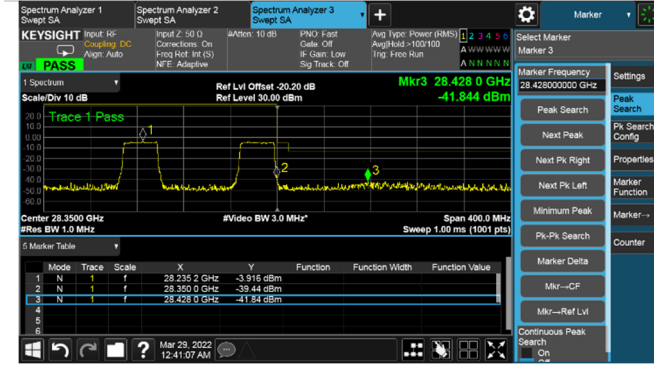 Spectrum Analyzer 1
Swept SA
Spectrum Analyzer 2
Swept SA
Spectrum Analyzer 3
Swept SA
Marker
KEYSIGHT
Input: RF
Coupling: DC
Align: Auto
Input Z: 50 Ω
Corrections: On
Freq Ref: Int (S)
NFE: Adaptive
#Atten: 10 dB
PNO: Fast
Gate: Off
IF Gain: Low
Sig Track: Off
Avg Type: Power (RMS)
Avg|Hold >100/100
Trig: Free Run
1 2 3 4 5 6
A W W W W W
A N N N N N
PASS
1 Spectrum
Scale/Div 10 dB
Ref Lvl Offset -20.20 dB
Ref Level 30.00 dBm
Mkr3 28.428 0 GHz
-41.844 dBm
Trace 1 Pass
20.0
10.0
0.00
-10.0
-20.0
-30.0
-40.0
-50.0
-60.0
1
2
3
Center 28.3500 GHz
#Res BW 1.0 MHz
#Video BW 3.0 MHz*
Span 400.0 MHz
Sweep 1.00 ms (1001 pts)
5 Marker Table
Mode Trace Scale X Y Function Function Width Function Value
1 N 1 f 28.235 2 GHz -3.916 dBm
2 N 1 f 28.350 0 GHz -39.44 dBm
3 N 1 f 28.428 0 GHz -41.84 dBm
4
5
6
Mar 29, 2022
12:41:07 AM
Select Marker
Marker 3
Marker Frequency
28.428000000 GHz
Peak Search
Next Peak
Next Pk Right
Next Pk Left
Minimum Peak
Pk-Pk Search
Marker Delta
Mkr→CF
Mkr→Ref Lvl
Continuous Peak
Search
On
Off
Settings
Peak
Search
Pk Search
Config
Properties
Marker
Function
Marker→
Counter